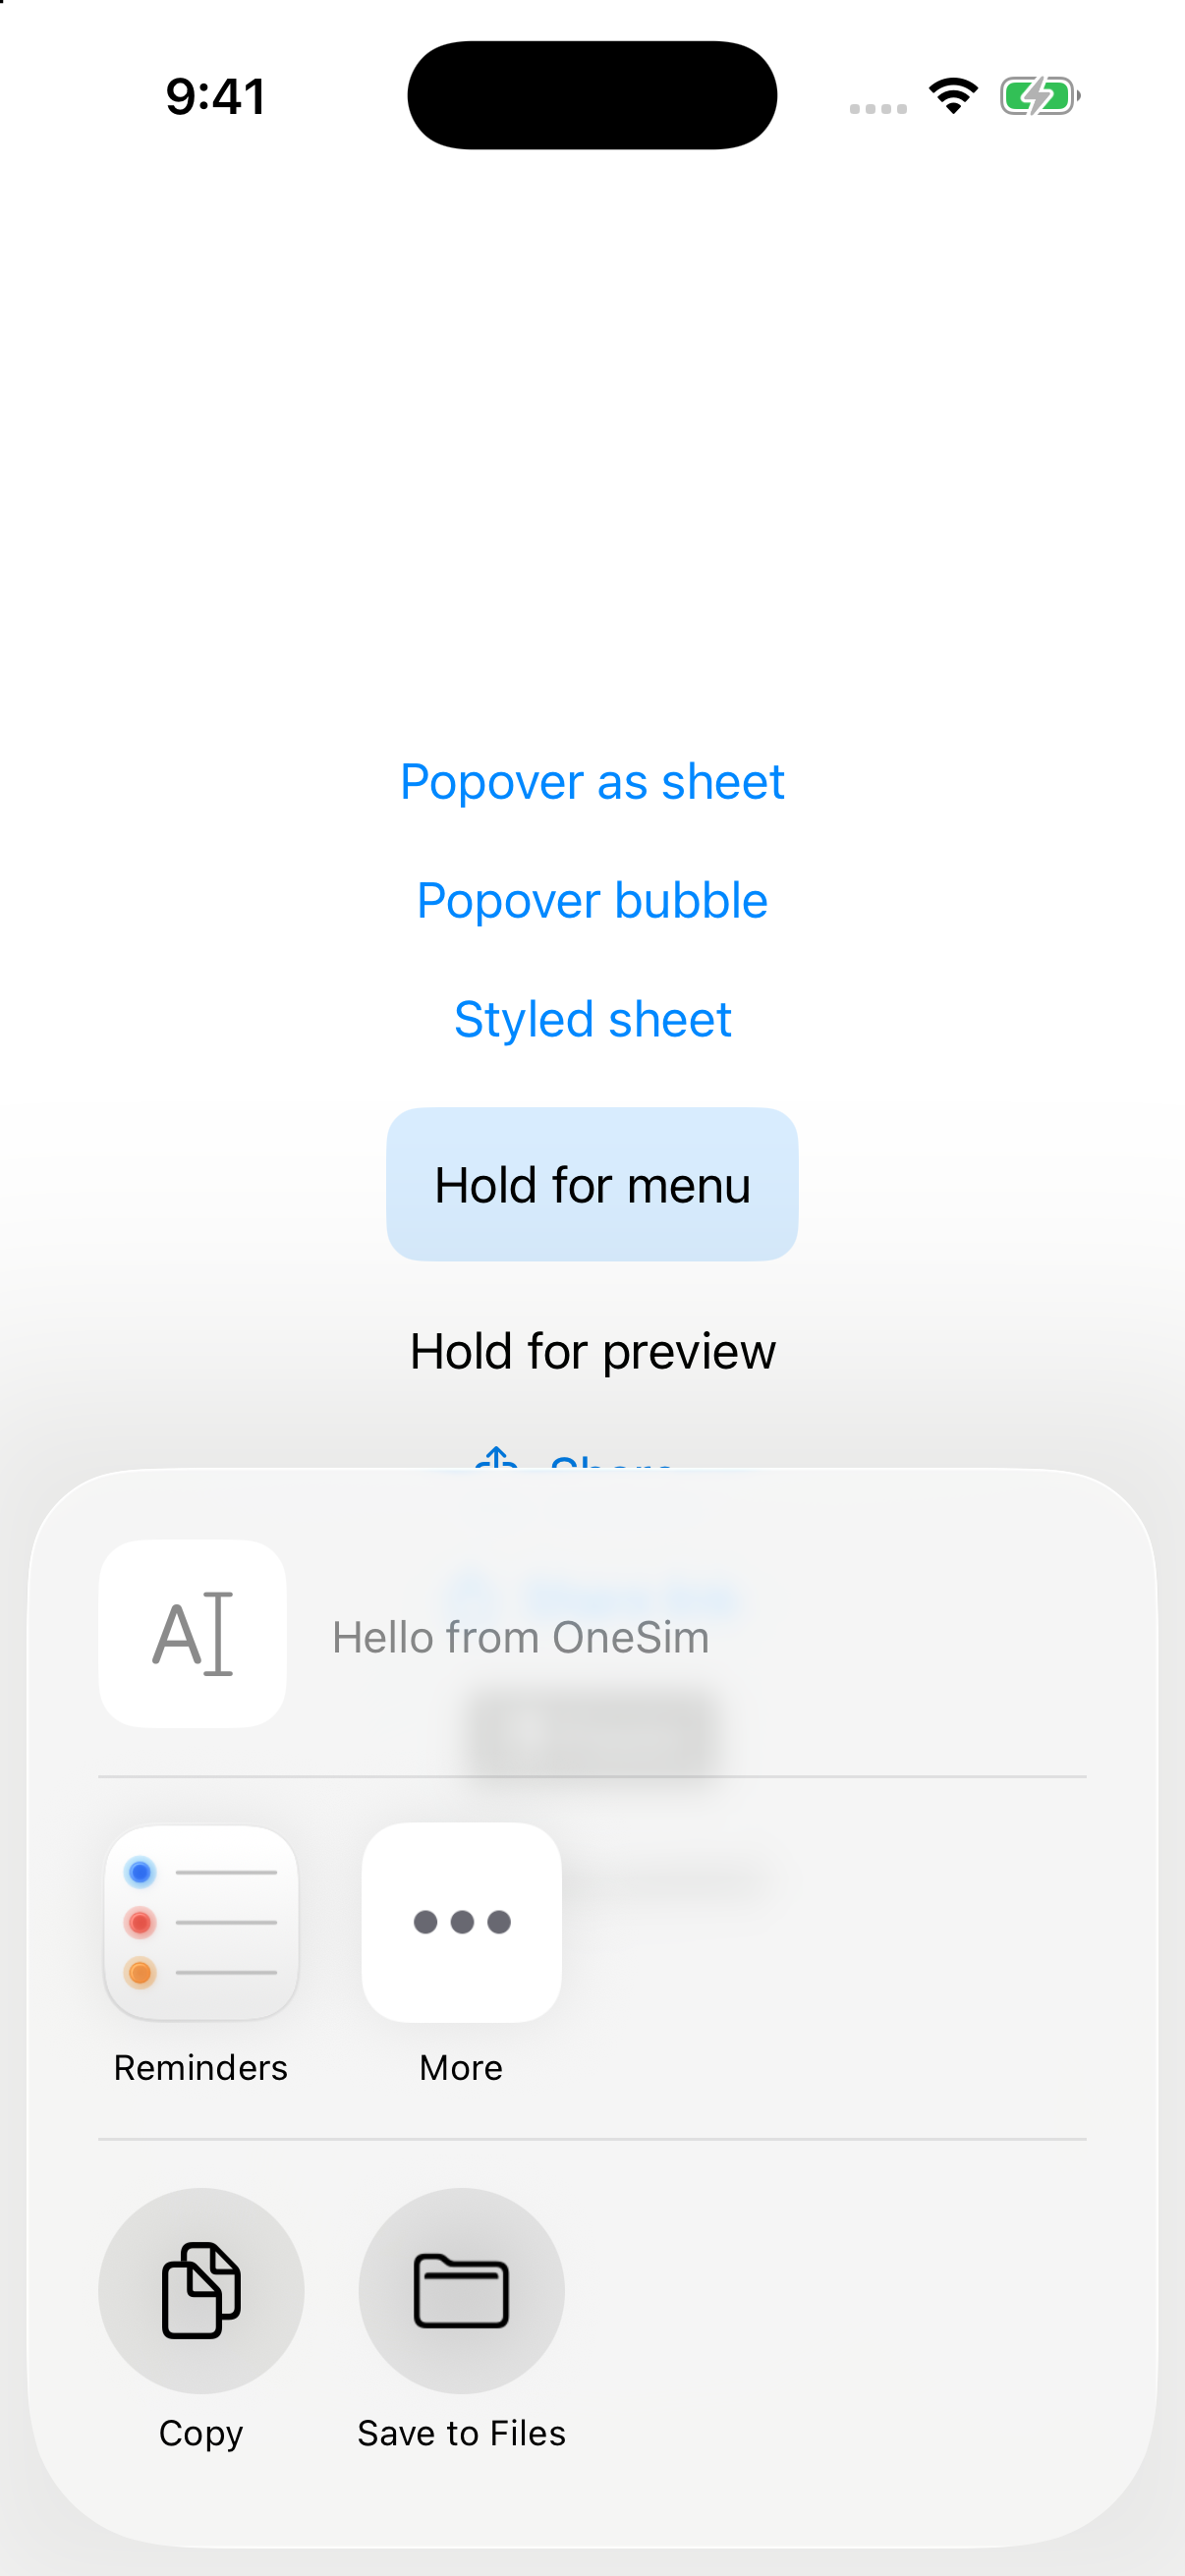 9:41
Popover as sheet
Popover bubble
Styled sheet
Hold for menu
Hold for preview
Share
Hello from OneSim
Reminders
More
Copy
Save to Files